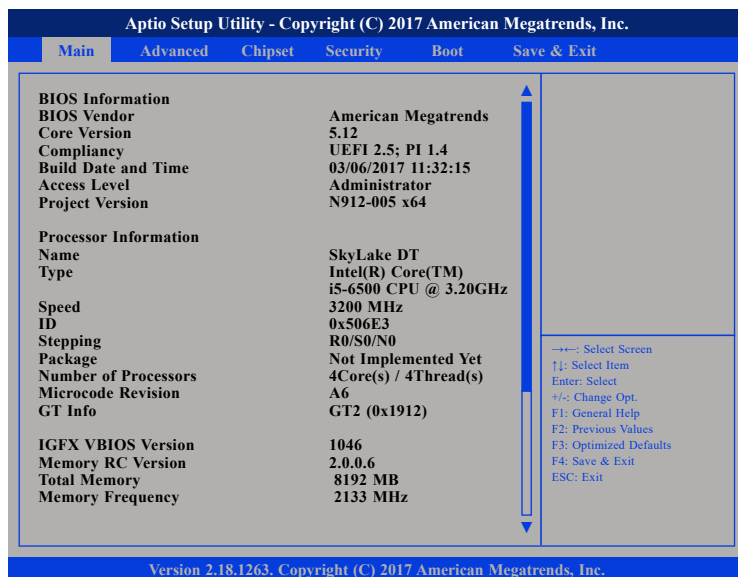 Aptio Setup Utility - Copyright (C) 2017 American Megatrends, Inc.
Main Advanced Chipset Security Boot Save & Exit
BIOS Information
BIOS Vendor American Megatrends
Core Version 5.12
Compliancy UEFI 2.5; PI 1.4
Build Date and Time 03/06/2017 11:32:15
Access Level Administrator
Project Version N912-005 x64
Processor Information
Name SkyLake DT
Type Intel(R) Core(TM)
i5-6500 CPU @ 3.20GHz
Speed 3200 MHz
ID 0x506E3
Stepping R0/S0/N0
Package Not Implemented Yet
Number of Processors 4Core(s) / 4Thread(s)
Microcode Revision A6
GT Info GT2 (0x1912)
IGFX VBIOS Version 1046
Memory RC Version 2.0.0.6
Total Memory 8192 MB
Memory Frequency 2133 MHz
→←: Select Screen
↑↓: Select Item
Enter: Select
+/-: Change Opt.
F1: General Help
F2: Previous Values
F3: Optimized Defaults
F4: Save & Exit
ESC: Exit
Version 2.18.1263. Copyright (C) 2017 American Megatrends, Inc.